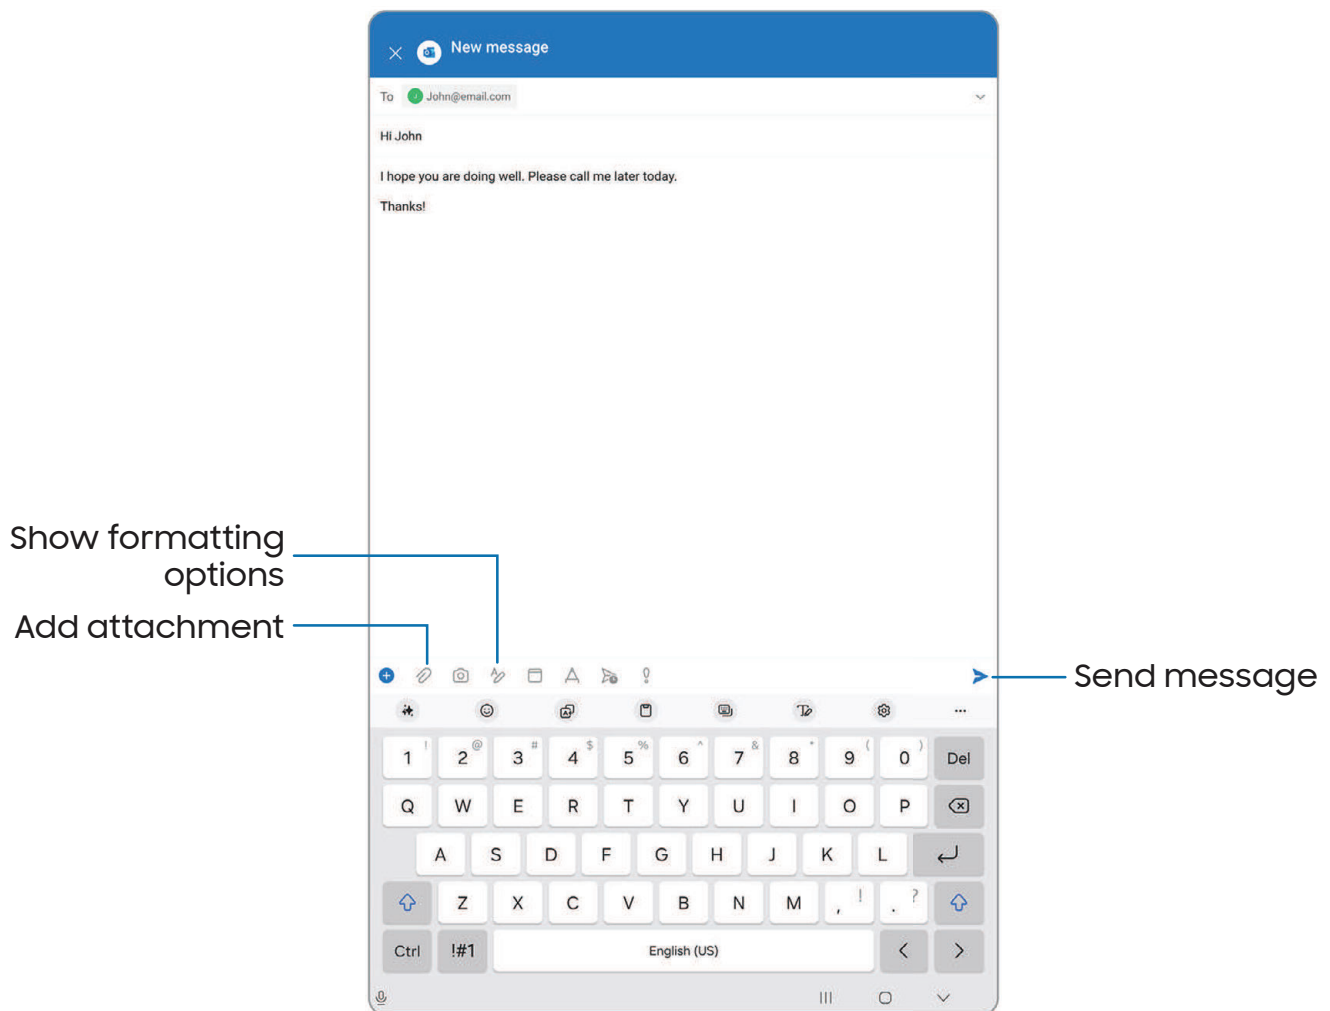 New message
To John@email.com
Hi John
I hope you are doing well. Please call me later today.
Thanks!
Show formatting
options
Add attachment
Send message
1 ! 2 @ 3 # 4 $ 5 % 6 ^ 7 & 8 * 9 ( 0 ) Del
Q W E R T Y U I O P
A S D F G H J K L
Z X C V B N M , ! . ?
Ctrl !#1 English (US) < >